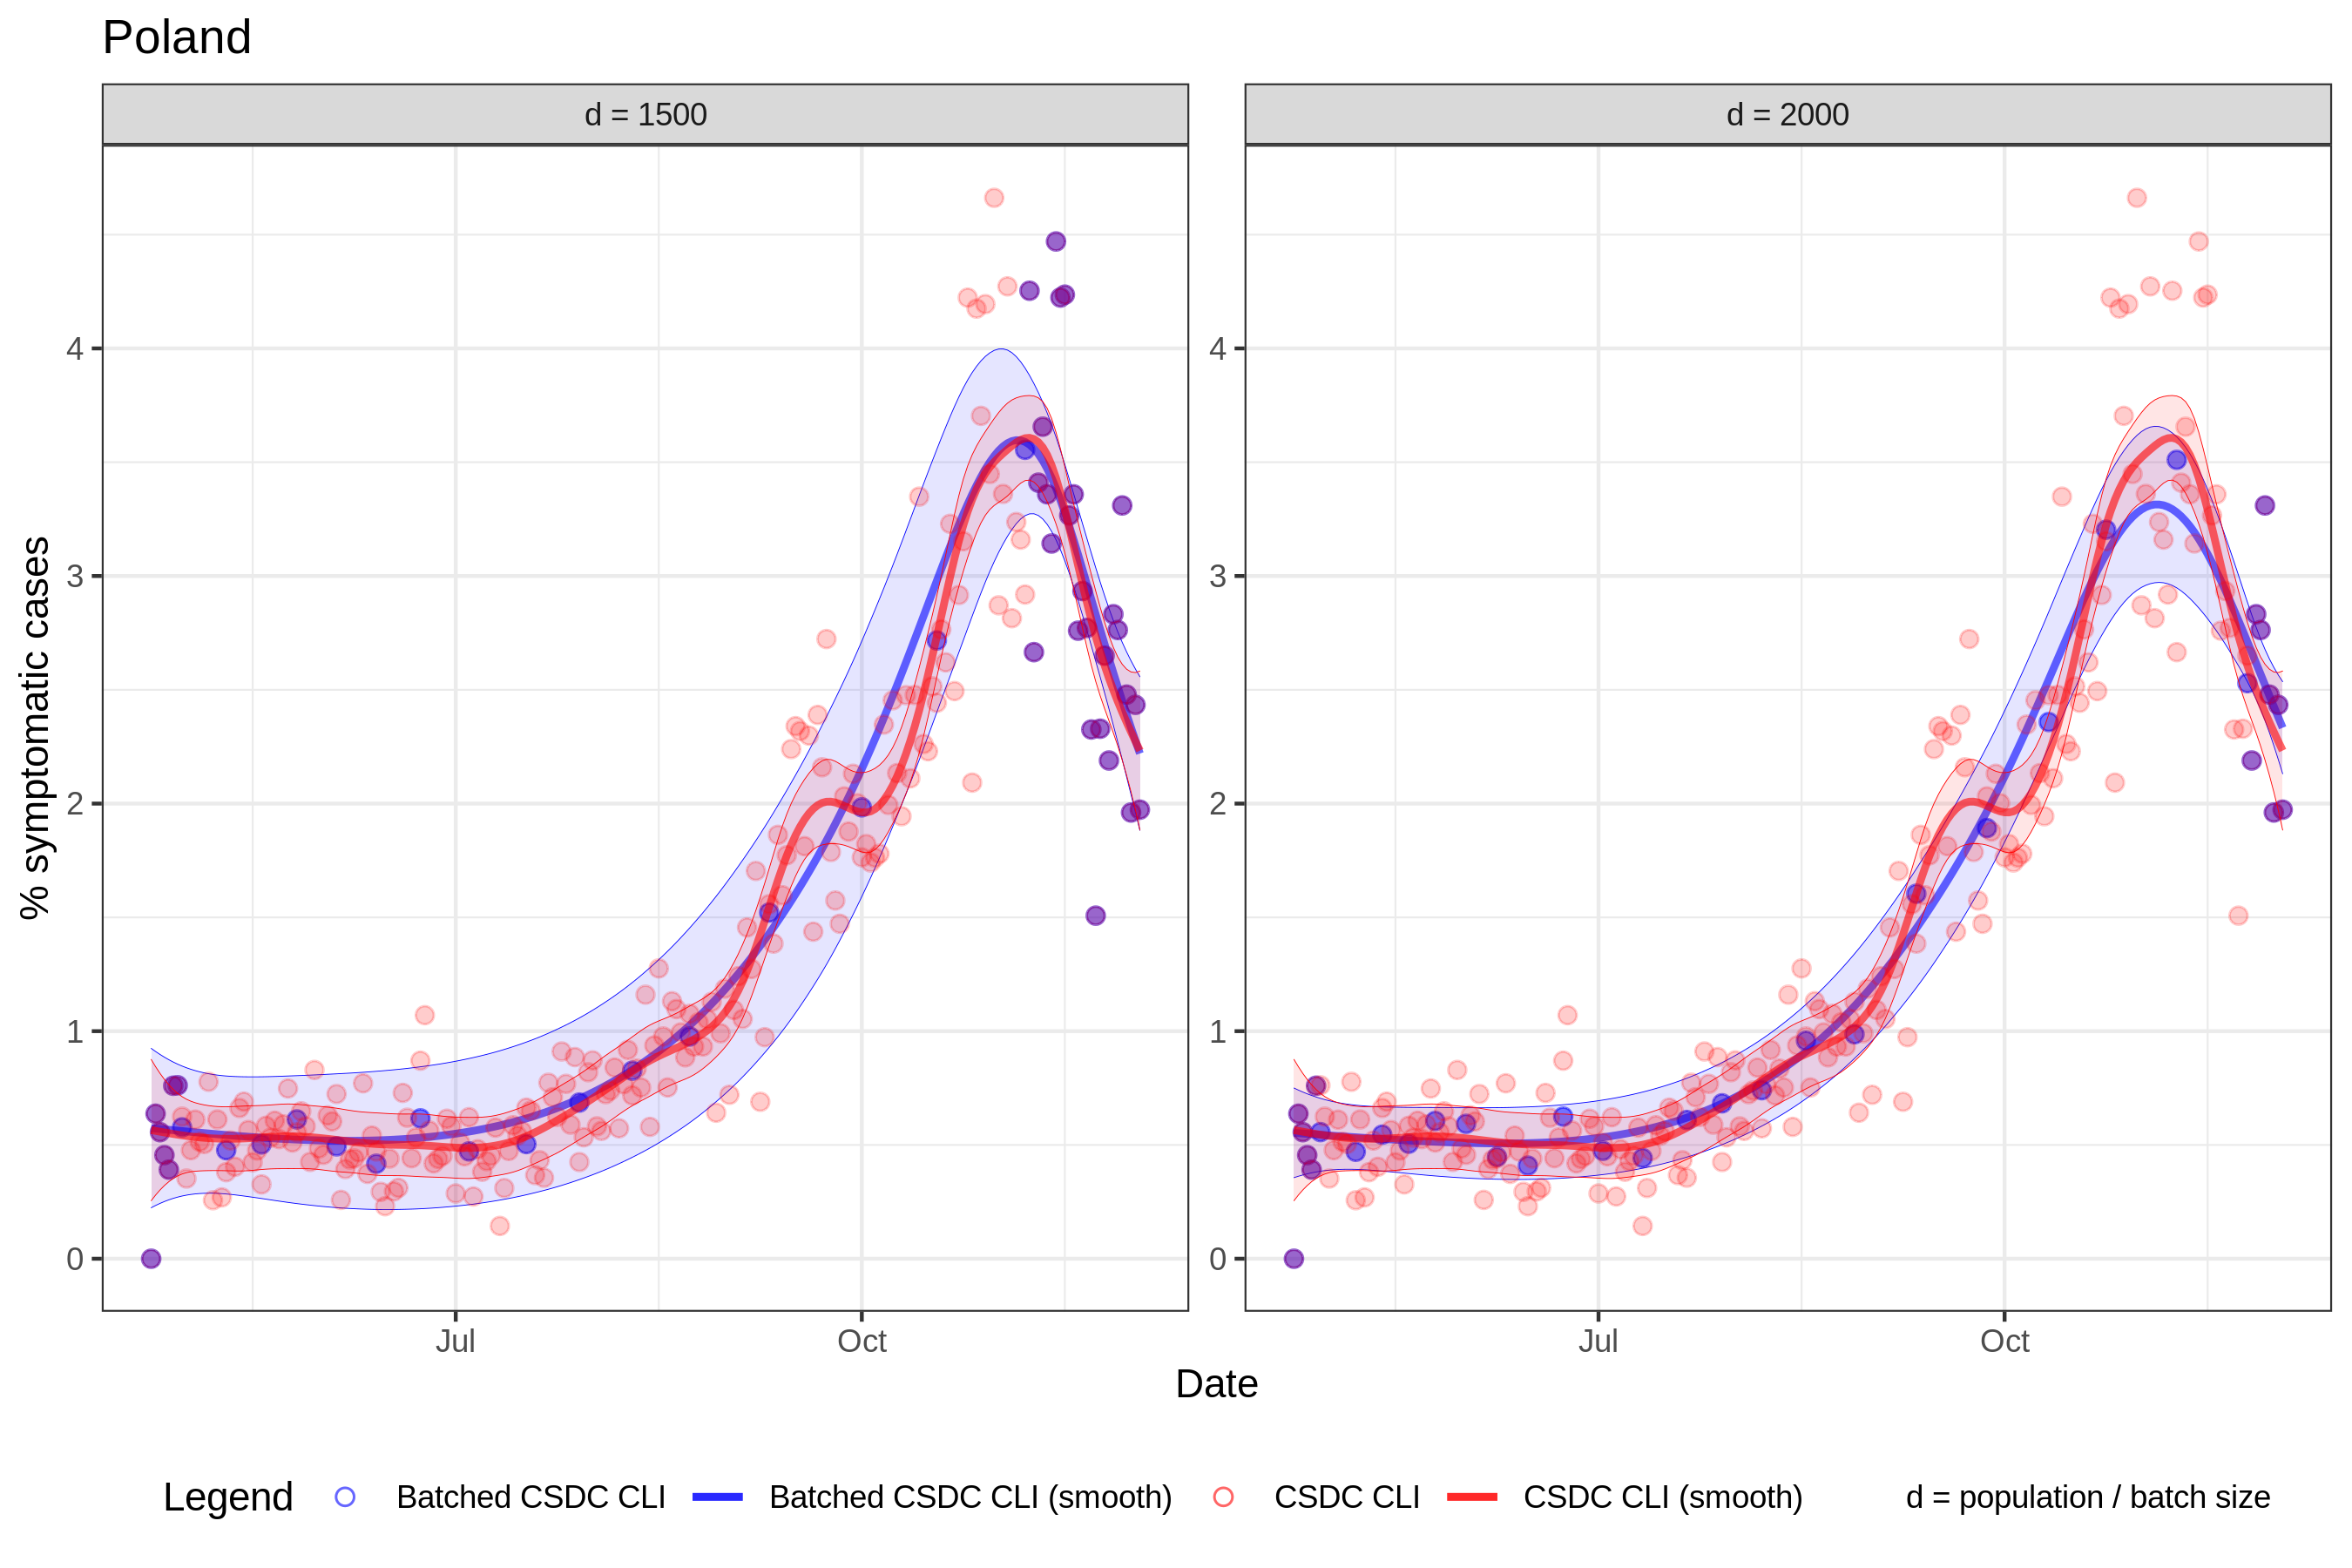 Poland
d = 1500
d = 2000
% symptomatic cases
4
3
2
1
0
4
3
2
1
0
Jul
Oct
Jul
Oct
Date
Legend
Batched CSDC CLI
Batched CSDC CLI (smooth)
CSDC CLI
CSDC CLI (smooth)
d = population / batch size